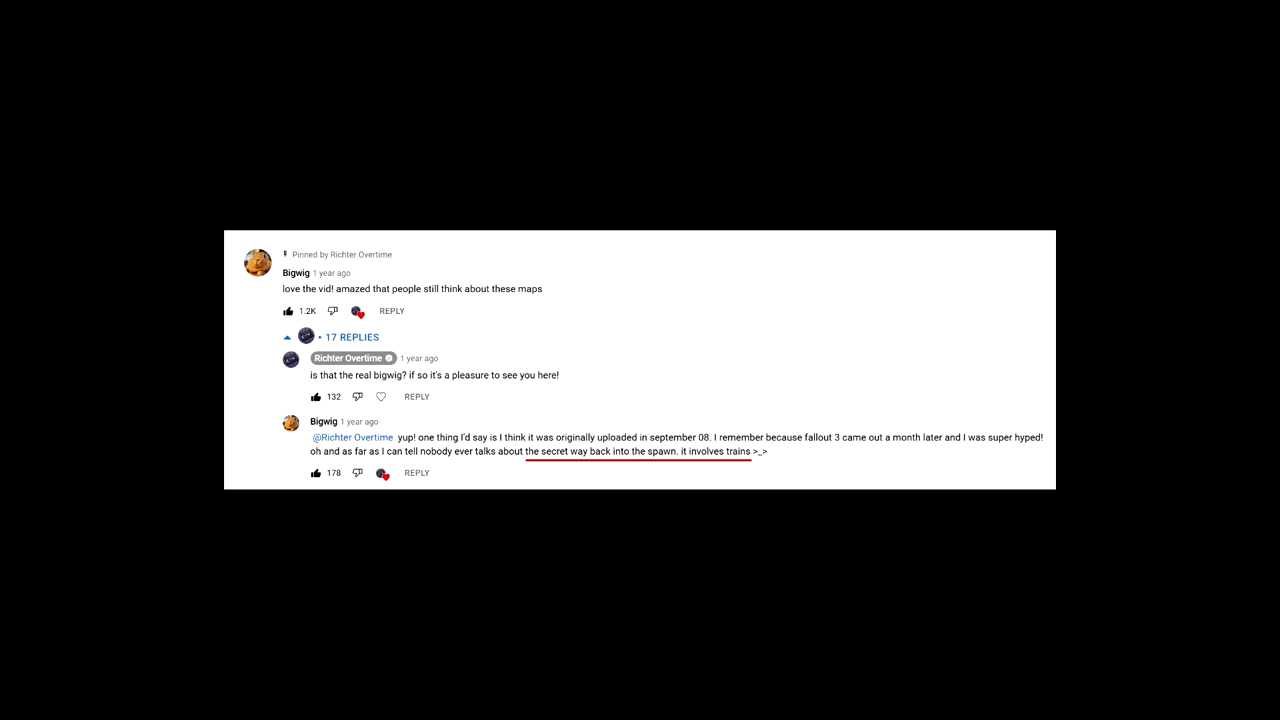 Pinned by Richter Overtime
Bigwig 1 year ago
love the vid! amazed that people still think about these maps
1.2K REPLY
17 REPLIES
Richter Overtime 1 year ago
is that the real bigwig? if so it's a pleasure to see you here!
132 REPLY
Bigwig 1 year ago
@Richter Overtime yup! one thing I'd say is I think it was originally uploaded in september 08. I remember because fallout 3 came out a month later and I was super hyped!
oh and as far as I can tell nobody ever talks about the secret way back into the spawn. it involves trains >_>
178 REPLY